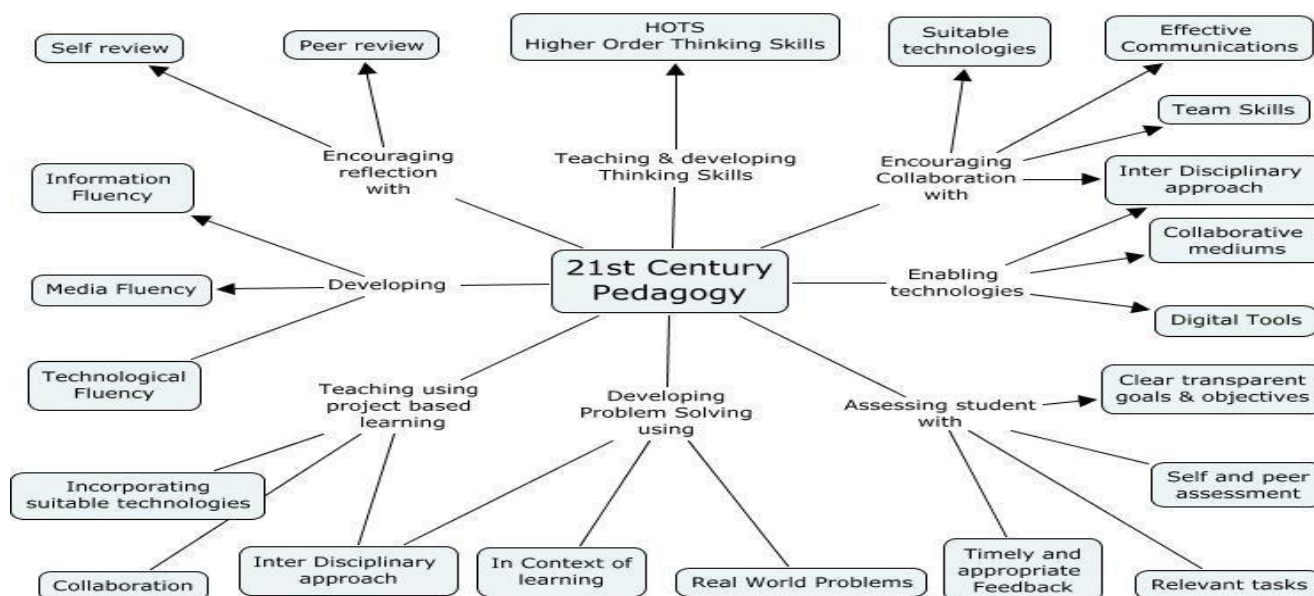 Self review
Peer review
HOTS
Higher Order Thinking Skills
Suitable
technologies
Effective
Communications
Team Skills
Encouraging
reflection
with
Teaching & developing
Thinking Skills
Encouraging
Collaboration
with
Inter Disciplinary
approach
Information
Fluency
Collaborative
mediums
21st Century
Pedagogy
Media Fluency
Developing
Enabling
technologies
Digital Tools
Technological
Fluency
Teaching using
project based
learning
Developing
Problem Solving
using
Assessing student
with
Clear transparent
goals & objectives
Incorporating
suitable technologies
Self and peer
assessment
Collaboration
Inter Disciplinary
approach
In Context of
learning
Real World Problems
Timely and
appropriate
Feedback
Relevant tasks